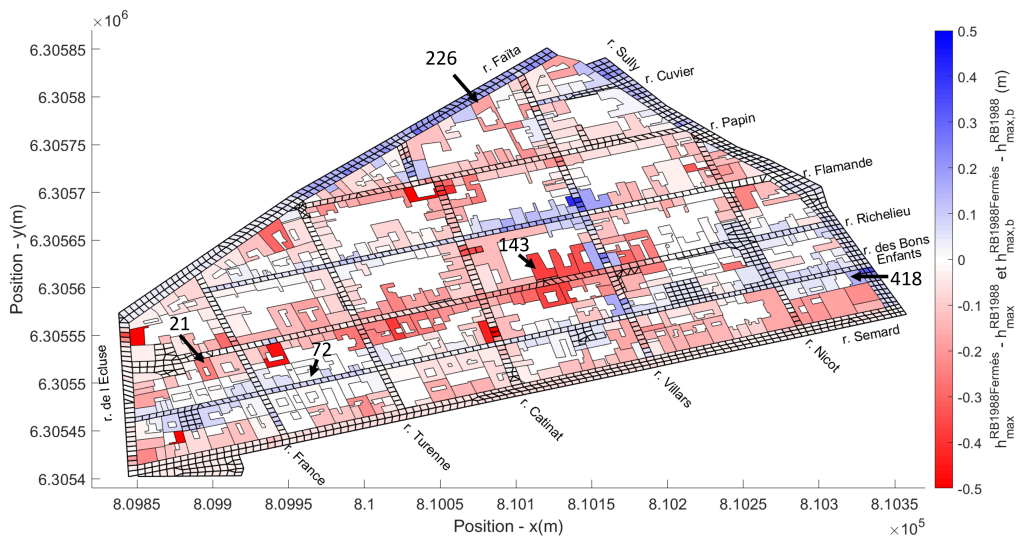 ×10⁶
6.30585
6.3058
6.30575
6.3057
6.30565
6.3056
6.30555
6.3055
6.30545
6.3054
Position - y(m)
226
r. Faïta
r. Sully
r. Cuvier
r. Papin
r. Flamande
r. Richelieu
r. des Bons
Enfants
143
418
21
72
r. de l Ecluse
r. Semard
r. Nicot
r. Villars
r. Catinat
r. Turenne
r. France
8.0985
8.099
8.0995
8.1
8.1005
8.101
8.1015
8.102
8.1025
8.103
8.1035
Position - x(m)
×10⁵
0.5
0.4
0.3
0.2
0.1
0
-0.1
-0.2
-0.3
-0.4
-0.5
h_max^RB1988Fermés - h_max^RB1988 et h_max,b^RB1988Fermés - h_max,b^RB1988 (m)